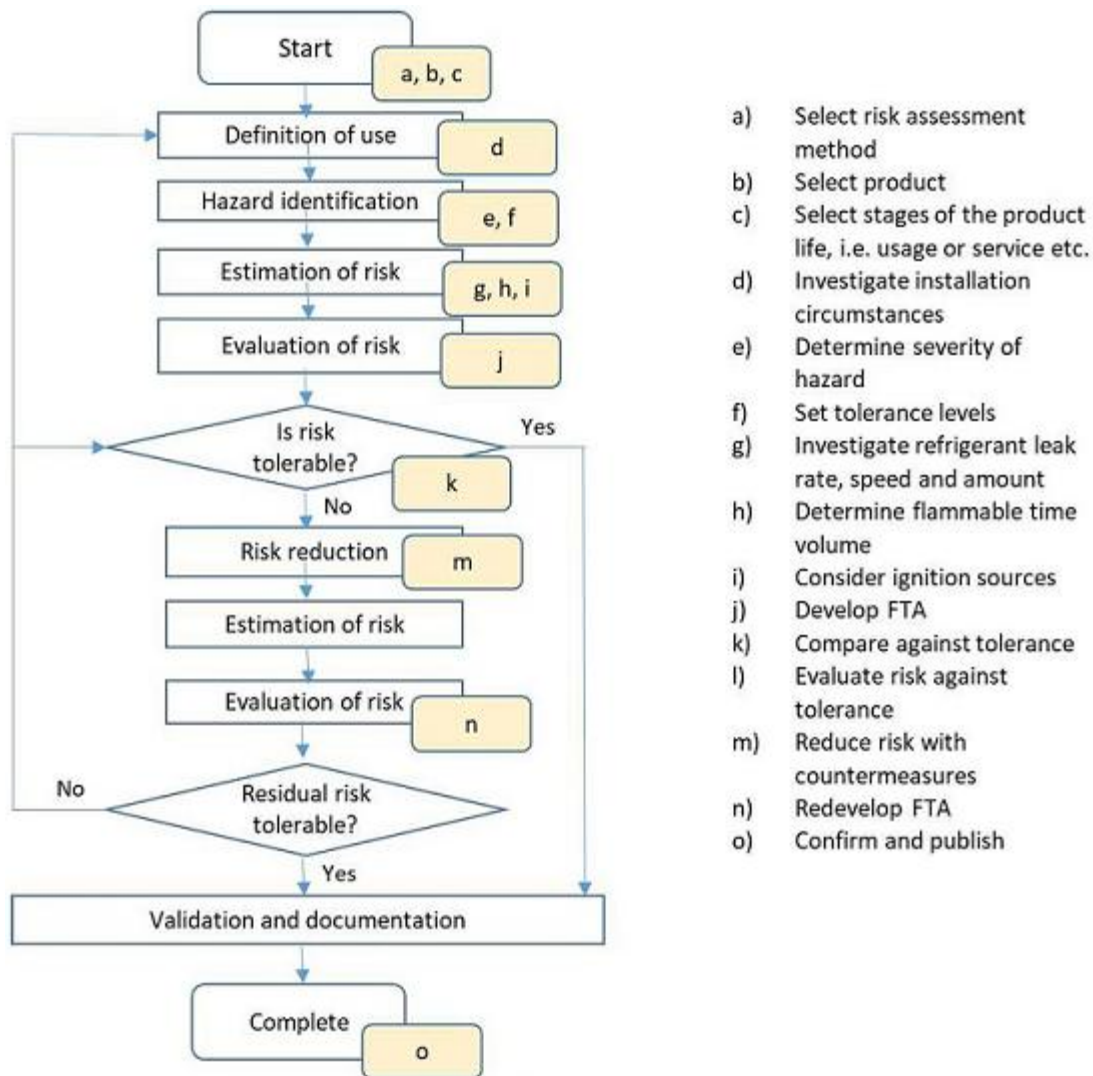 Start
a, b, c
Definition of use
d
Hazard identification
e, f
Estimation of risk
g, h, i
Evaluation of risk
j
Is risk
tolerable?
Yes
k
No
Risk reduction
m
Estimation of risk
Evaluation of risk
n
No
Residual risk
tolerable?
Yes
Validation and documentation
Complete
o
a) Select risk assessment
method
b) Select product
c) Select stages of the product
life, i.e. usage or service etc.
d) Investigate installation
circumstances
e) Determine severity of
hazard
f) Set tolerance levels
g) Investigate refrigerant leak
rate, speed and amount
h) Determine flammable time
volume
i) Consider ignition sources
j) Develop FTA
k) Compare against tolerance
l) Evaluate risk against
tolerance
m) Reduce risk with
countermeasures
n) Redevelop FTA
o) Confirm and publish